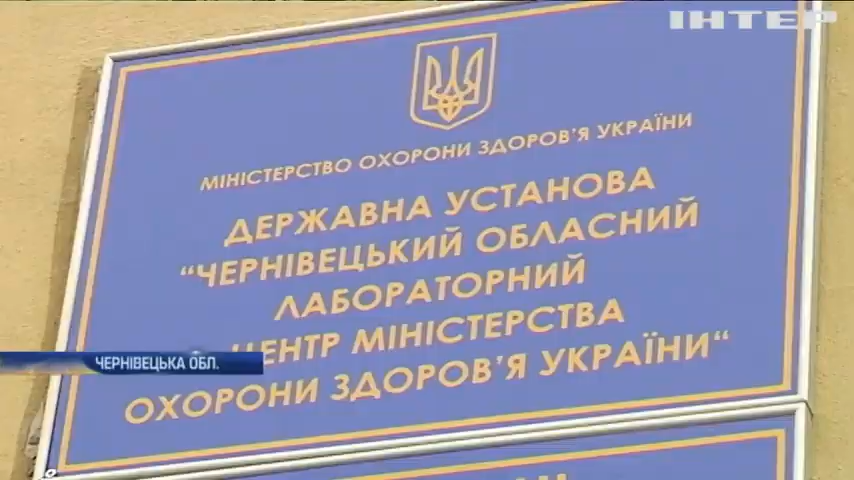 ІНТЕР
МІНІСТЕРСТВО ОХОРОНИ ЗДОРОВ'Я УКРАЇНИ
ДЕРЖАВНА УСТАНОВА
“ЧЕРНІВЕЦЬКИЙ ОБЛАСНИЙ
ЛАБОРАТОРНИЙ
ЦЕНТР МІНІСТЕРСТВА
ОХОРОНИ ЗДОРОВ'Я УКРАЇНИ“
ЧЕРНІВЕЦЬКА ОБЛ.